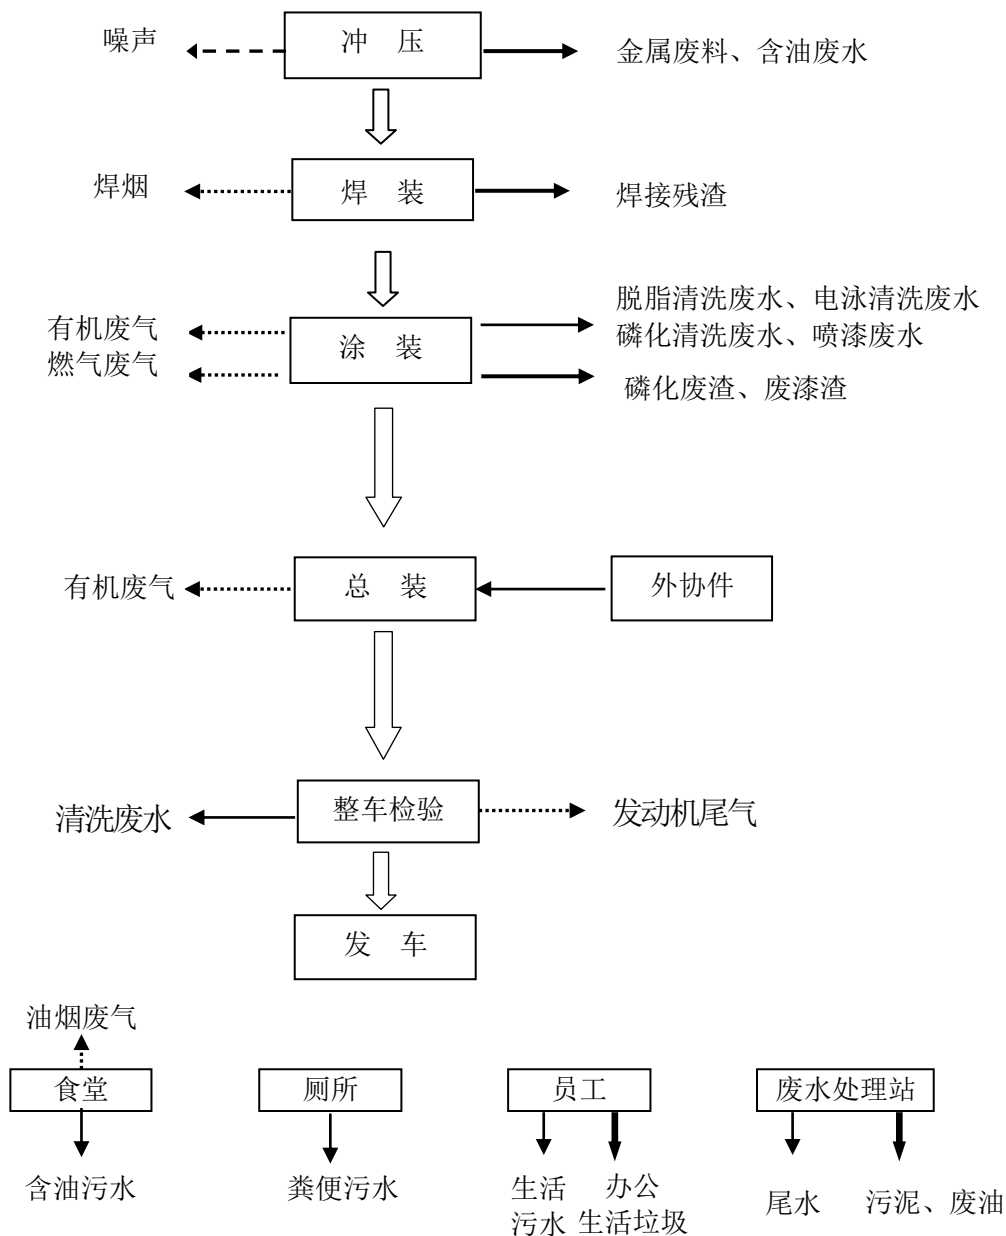 噪声
冲 压
金属废料、含油废水
焊烟
焊 装
焊接残渣
有机废气
燃气废气
涂 装
脱脂清洗废水、电泳清洗废水
磷化清洗废水、喷漆废水
磷化废渣、废漆渣
有机废气
总 装
外协件
清洗废水
整车检验
发动机尾气
发 车
油烟废气
食堂
含油污水
厕所
粪便污水
员工
生活
污水
办公
生活垃圾
废水处理站
尾水
污泥、废油